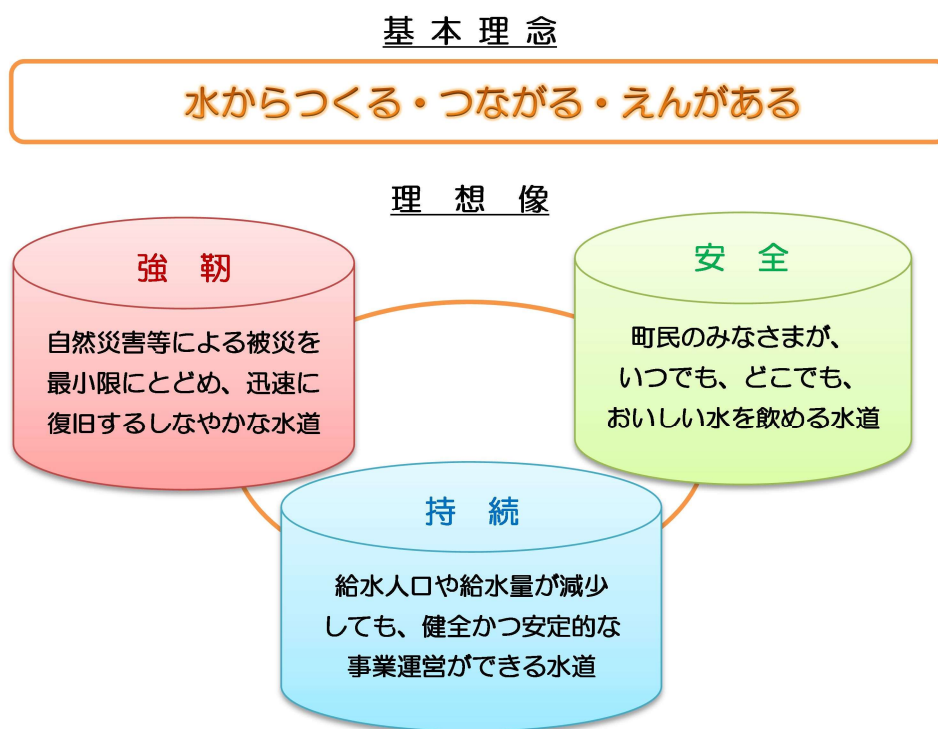 基本理念
水からつくる・つながる・えんがある
理想像
強靭
自然災害等による被災を
最小限にとどめ、迅速に
復旧するしなやかな水道
安全
町民のみなさまが、
いつでも、どこでも、
おいしい水を飲める水道
持続
給水人口や給水量が減少
しても、健全かつ安定的な
事業運営ができる水道